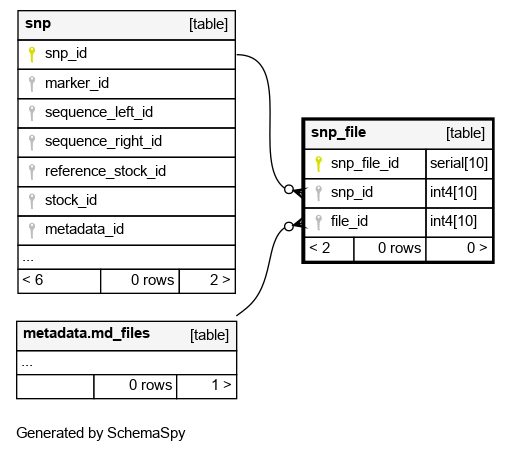 snp [table]
snp_id
marker_id
sequence_left_id
sequence_right_id
reference_stock_id
stock_id
metadata_id
...
< 6 0 rows 2 >
snp_file [table]
snp_file_id serial[10]
snp_id int4[10]
file_id int4[10]
< 2 0 rows 0 >
metadata.md_files [table]
...
0 rows 1 >
Generated by SchemaSpy